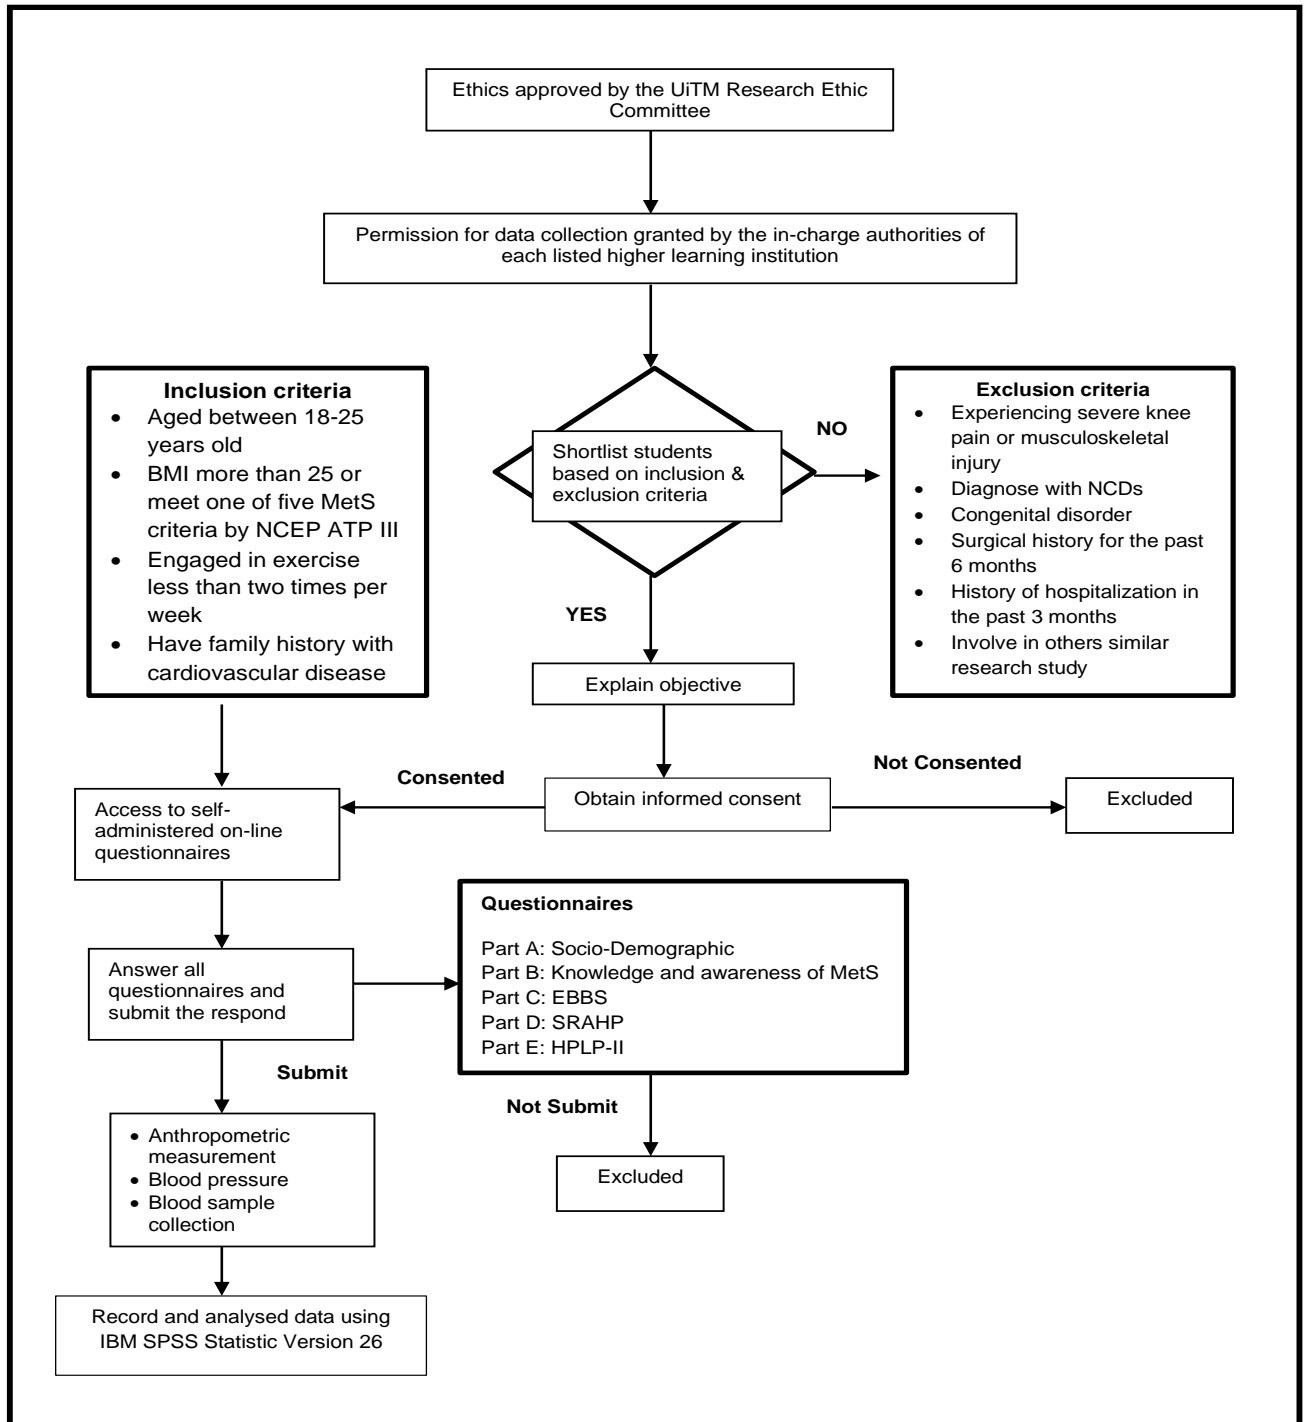 Ethics approved by the UiTM Research Ethic
Committee
Permission for data collection granted by the in-charge authorities of
each listed higher learning institution
Inclusion criteria
• Aged between 18-25
years old
• BMI more than 25 or
meet one of five MetS
criteria by NCEP ATP III
• Engaged in exercise
less than two times per
week
• Have family history with
cardiovascular disease
Shortlist students
based on inclusion &
exclusion criteria
NO
Exclusion criteria
• Experiencing severe knee
pain or musculoskeletal
injury
• Diagnose with NCDs
• Congenital disorder
• Surgical history for the past
6 months
• History of hospitalization in
the past 3 months
• Involve in others similar
research study
YES
Explain objective
Consented
Not Consented
Access to self-
administered on-line
questionnaires
Obtain informed consent
Excluded
Answer all
questionnaires and
submit the respond
Questionnaires
Part A: Socio-Demographic
Part B: Knowledge and awareness of MetS
Part C: EBBS
Part D: SRAHP
Part E: HPLP-II
Submit
Not Submit
• Anthropometric
measurement
• Blood pressure
• Blood sample
collection
Excluded
Record and analysed data using
IBM SPSS Statistic Version 26